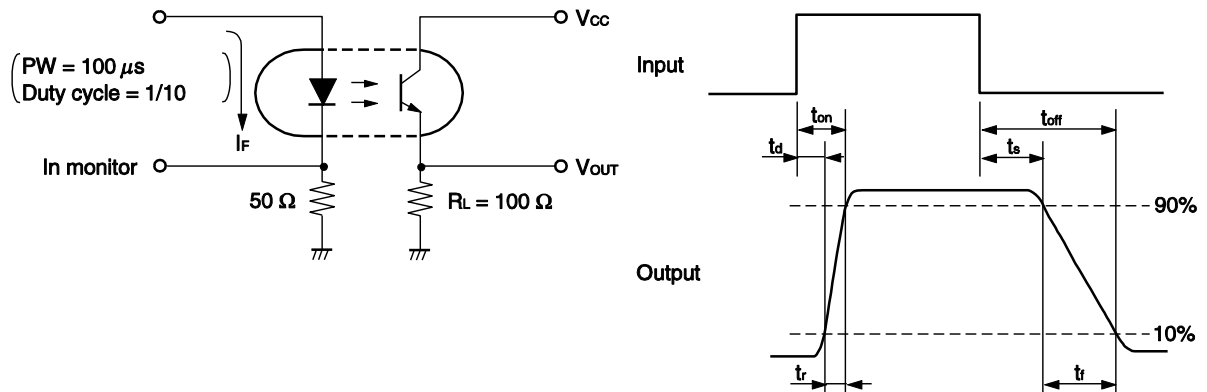 VCC
PW = 100 μs
Duty cycle = 1/10
IF
In monitor
VOUT
50 Ω
RL = 100 Ω
Input
ton
toff
td
ts
90%
Output
10%
tr
tf